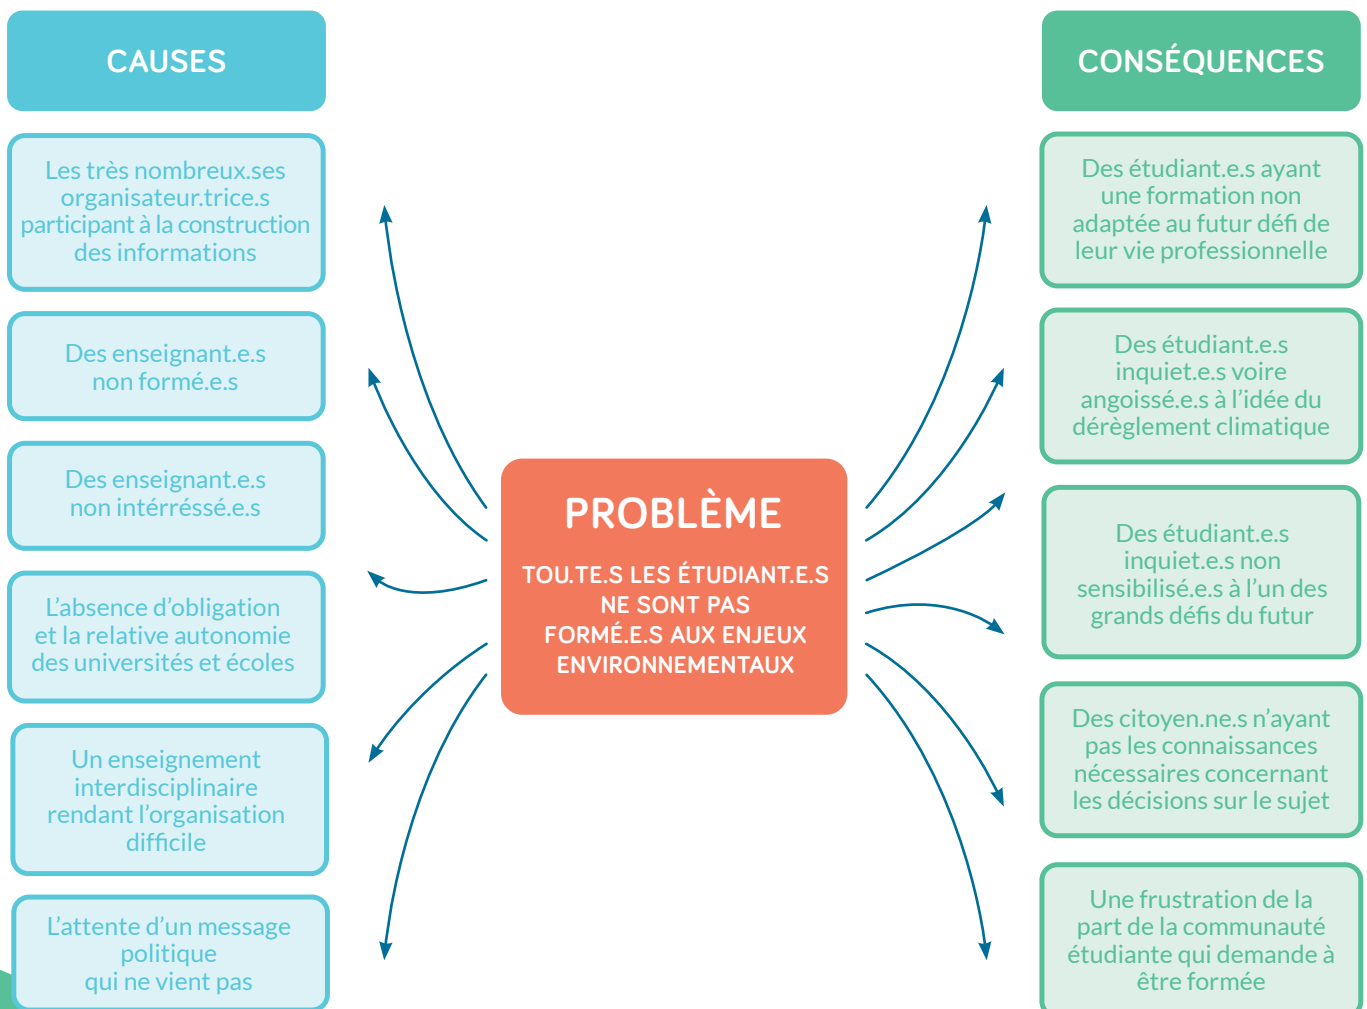 CAUSES
Les très nombreux.ses
organisateur.trice.s
participant à la construction
des informations
Des enseignant.e.s
non formé.e.s
Des enseignant.e.s
non intérréssé.e.s
L'absence d'obligation
et la relative autonomie
des universités et écoles
Un enseignement
interdisciplinaire
rendant l'organisation
difficile
L'attente d'un message
politique
qui ne vient pas
PROBLÈME
TOU.TE.S LES ÉTUDIANT.E.S
NE SONT PAS
FORMÉ.E.S AUX ENJEUX
ENVIRONNEMENTAUX
CONSÉQUENCES
Des étudiant.e.s ayant
une formation non
adaptée au futur défi de
leur vie professionnelle
Des étudiant.e.s
inquiet.e.s voire
angoissé.e.s à l'idée du
dérèglement climatique
Des étudiant.e.s
inquiet.e.s non
sensibilisé.e.s à l'un des
grands défis du futur
Des citoyen.ne.s n'ayant
pas les connaissances
nécessaires concernant
les décisions sur le sujet
Une frustration de la
part de la communauté
étudiante qui demande à
être formée